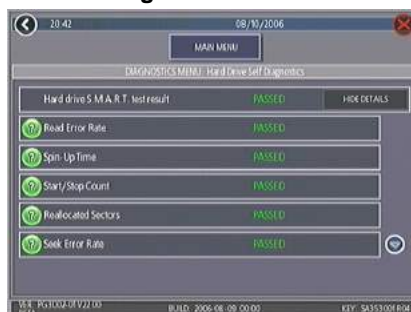 20:42 08/10/2006
MAIN MENU
DIAGNOSTICS MENU: Hard Drive Self Diagnostics
Hard drive S.M.A.R.T. test result PASSED HIDE DETAILS
Read Error Rate PASSED
Spin-Up Time PASSED
Start/Stop Count PASSED
Reallocated Sectors PASSED
Seek Error Rate PASSED
BUILD 2006-08-09 00:00